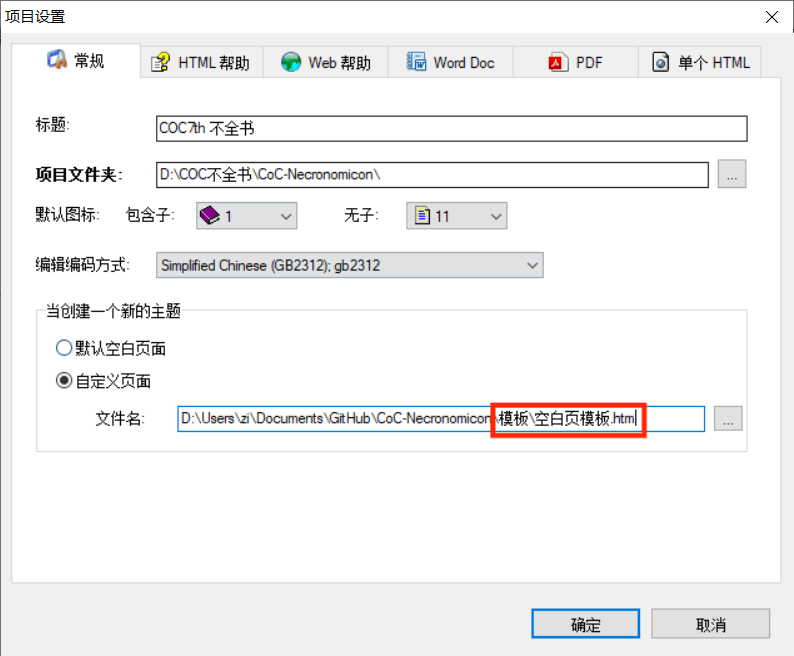 项目设置
常规 HTML 帮助 Web 帮助 Word Doc PDF 单个 HTML
标题: COC7th 不全书
项目文件夹: D:\COC不全书\CoC-Necronomicon\ ...
默认图标: 包含子: 1 无子: 11
编辑编码方式: Simplified Chinese (GB2312); gb2312
当创建一个新的主题
默认空白页面
自定义页面
文件名: D:\Users\zi\Documents\GitHub\CoC-Necronomicon\模板\空白页模板.htm ...
确定 取消